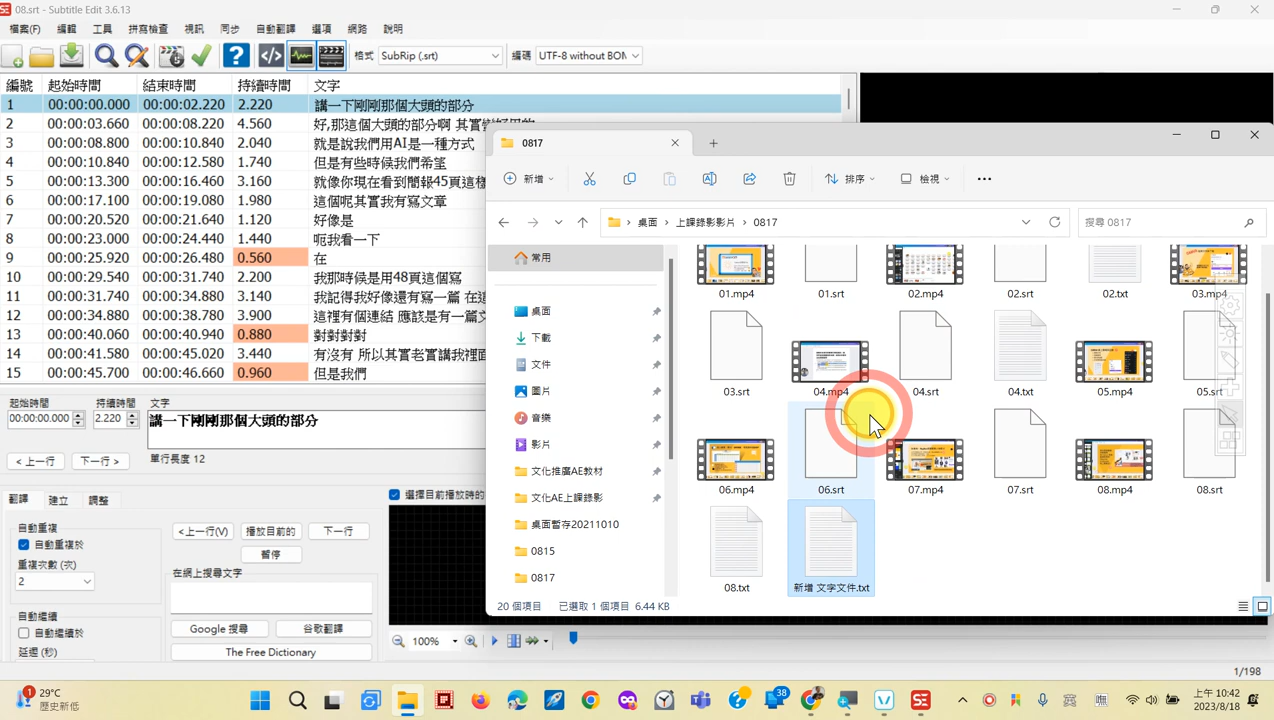 08.srt - Subtitle Edit 3.6.13
檔案(F) 編輯 工具 拼寫檢查 視訊 同步 自動翻譯 選項 網路 說明
格式 SubRip (.srt) 編碼 UTF-8 without BOM
編號 起始時間 結束時間 持續時間 文字
1 00:00:00.000 00:00:02.220 2.220 講一下剛剛那個大頭的部分
2 00:00:03.660 00:00:08.220 4.560 好,那這個大頭的部分啊 其實
3 00:00:08.800 00:00:10.840 2.040 就是說我們用AI是一種方式
4 00:00:10.840 00:00:12.580 1.740 但是有些時候我們希望
5 00:00:13.300 00:00:16.460 3.160 就像你現在看到簡報45頁這樣
6 00:00:17.100 00:00:19.080 1.980 這個呢其實我有寫文章
7 00:00:20.520 00:00:21.640 1.120 好像是
8 00:00:23.000 00:00:24.440 1.440 呃我看一下
9 00:00:25.920 00:00:26.480 0.560 在
10 00:00:29.540 00:00:31.740 2.200 我那時候是用48頁這個寫
11 00:00:31.740 00:00:34.880 3.140 我記得我好像還有寫一篇 在這
12 00:00:34.880 00:00:38.780 3.900 這裡有個連結 應該是有一篇文
13 00:00:40.060 00:00:40.940 0.880 對對對對
14 00:00:41.580 00:00:45.020 3.440 有沒有 所以其實老實講我裡面
15 00:00:45.700 00:00:46.660 0.960 但是我們
起始時間 持續時間 文字
00:00:00.000 2.220 講一下剛剛那個大頭的部分
< 上一行 下一行 > 單行長度 12
翻譯 建立 調整
自動重複
自動重複於
重複次數 (次)
2
自動繼續
自動繼續於
延遲 (秒)
<上一行(V) 播放目前的 下一行
暫停
在網上搜尋文字
Google 搜尋 谷歌翻譯
The Free Dictionary
選擇目前播放時的
100%
1/198
0817
新增 排序 檢視
桌面 上課錄影影片 0817
搜尋 0817
常用
桌面
下載
文件
圖片
音樂
影片
文化推廣AE教材
文化AE上課錄影
桌面暫存20211010
0815
0817
01.mp4 01.srt 02.mp4 02.srt 02.txt 03.mp4
03.srt 04.mp4 04.srt 04.txt 05.mp4 05.srt
06.mp4 06.srt 07.mp4 07.srt 08.mp4 08.srt
08.txt 新增 文字文件.txt
20 個項目 已選取 1 個項目 6.44 KB
1
29°C
歷史新低
38
上午 10:42
2023/8/18